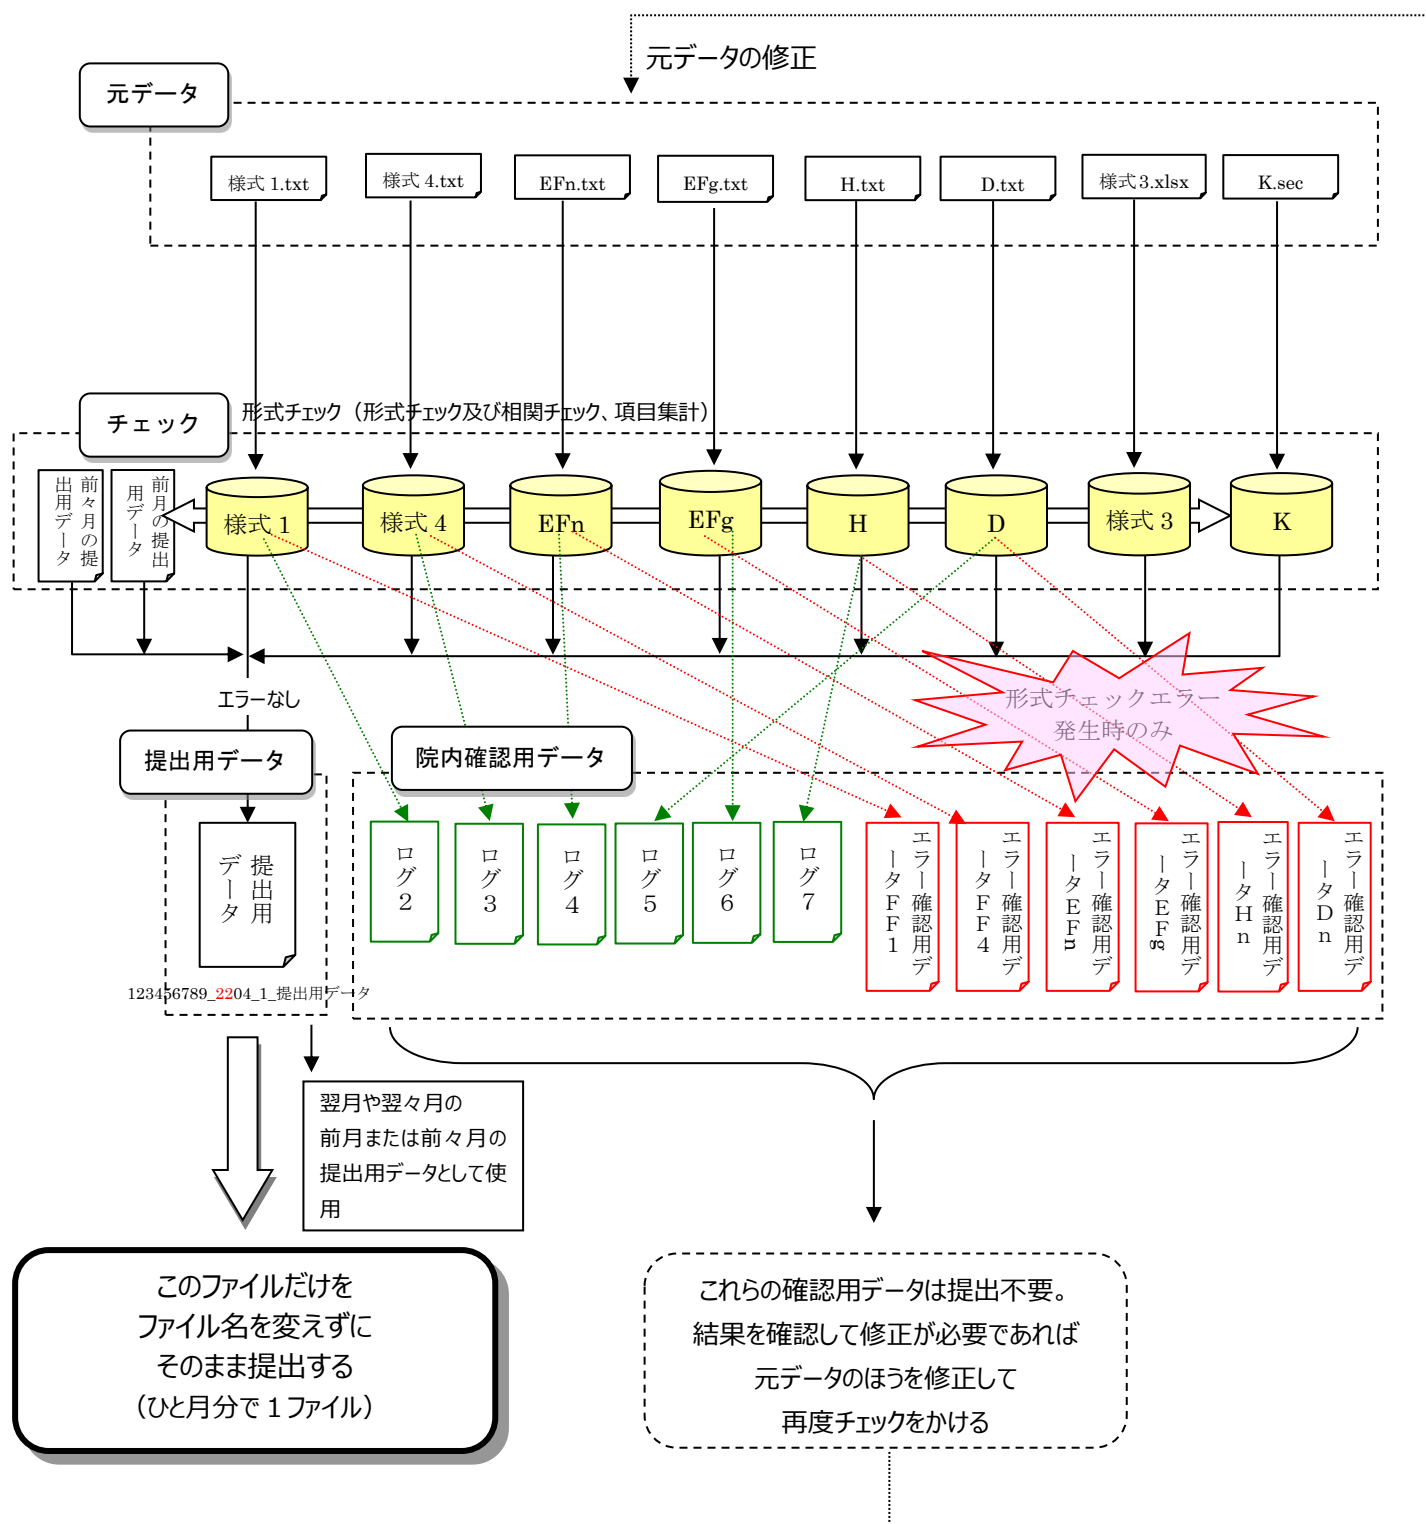 元データの修正
元データ
様式 1.txt
様式 4.txt
EFn.txt
EFg.txt
H.txt
D.txt
様式3.xlsx
K.sec
チェック
形式チェック（形式チェック及び相関チェック、項目集計）
前々月の提
出用データ
前月の提出
用データ
様式 1
様式 4
EFn
EFg
H
D
様式 3
K
エラーなし
形式チェックエラー
発生時のみ
提出用データ
院内確認用データ
提出用
データ
ログ2
ログ3
ログ4
ログ5
ログ6
ログ7
エラー確認用デ
ータFF1
エラー確認用デ
ータFF4
エラー確認用デ
ータEFn
エラー確認用デ
ータEFg
エラー確認用デ
ータHn
エラー確認用デ
ータDn
123456789_2204_1_提出用データ
翌月や翌々月の
前月または前々月の
提出用データとして使
用
このファイルだけを
ファイル名を変えずに
そのまま提出する
（ひと月分で１ファイル）
これらの確認用データは提出不要。
結果を確認して修正が必要であれば
元データのほうを修正して
再度チェックをかける